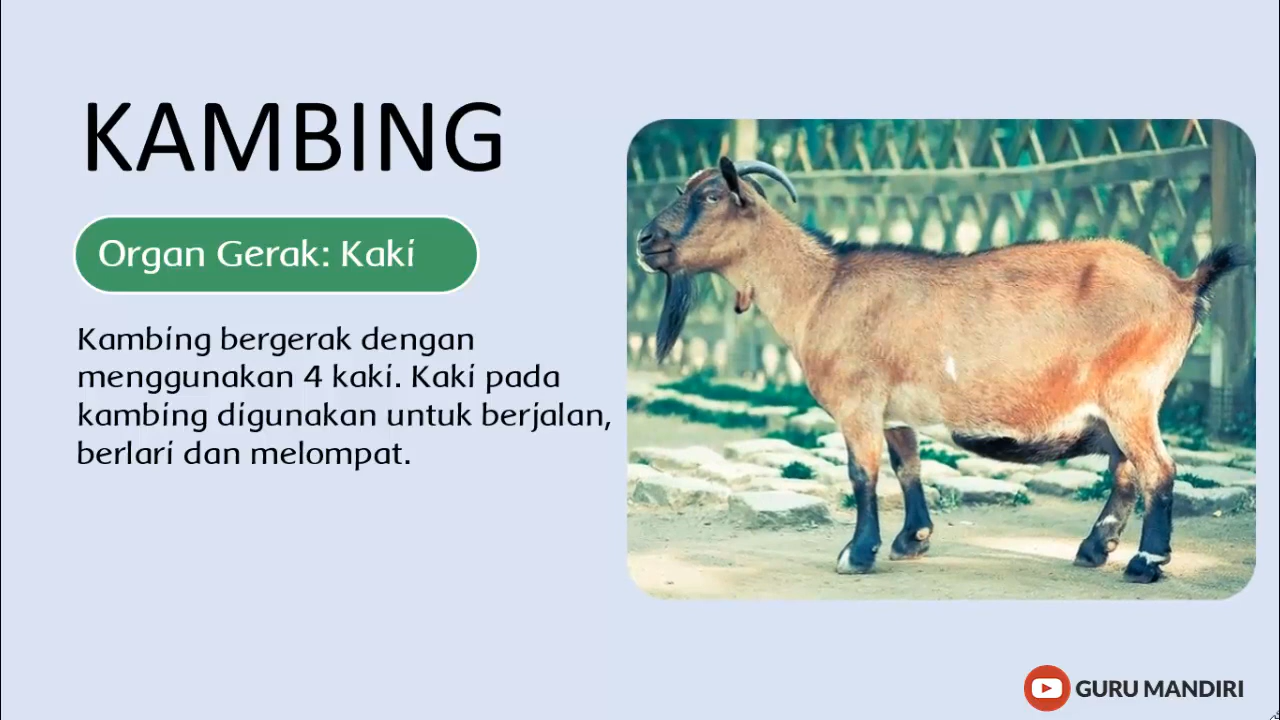 KAMBING
Organ Gerak: Kaki
Kambing bergerak dengan
menggunakan 4 kaki. Kaki pada
kambing digunakan untuk berjalan,
berlari dan melompat.
GURU MANDIRI